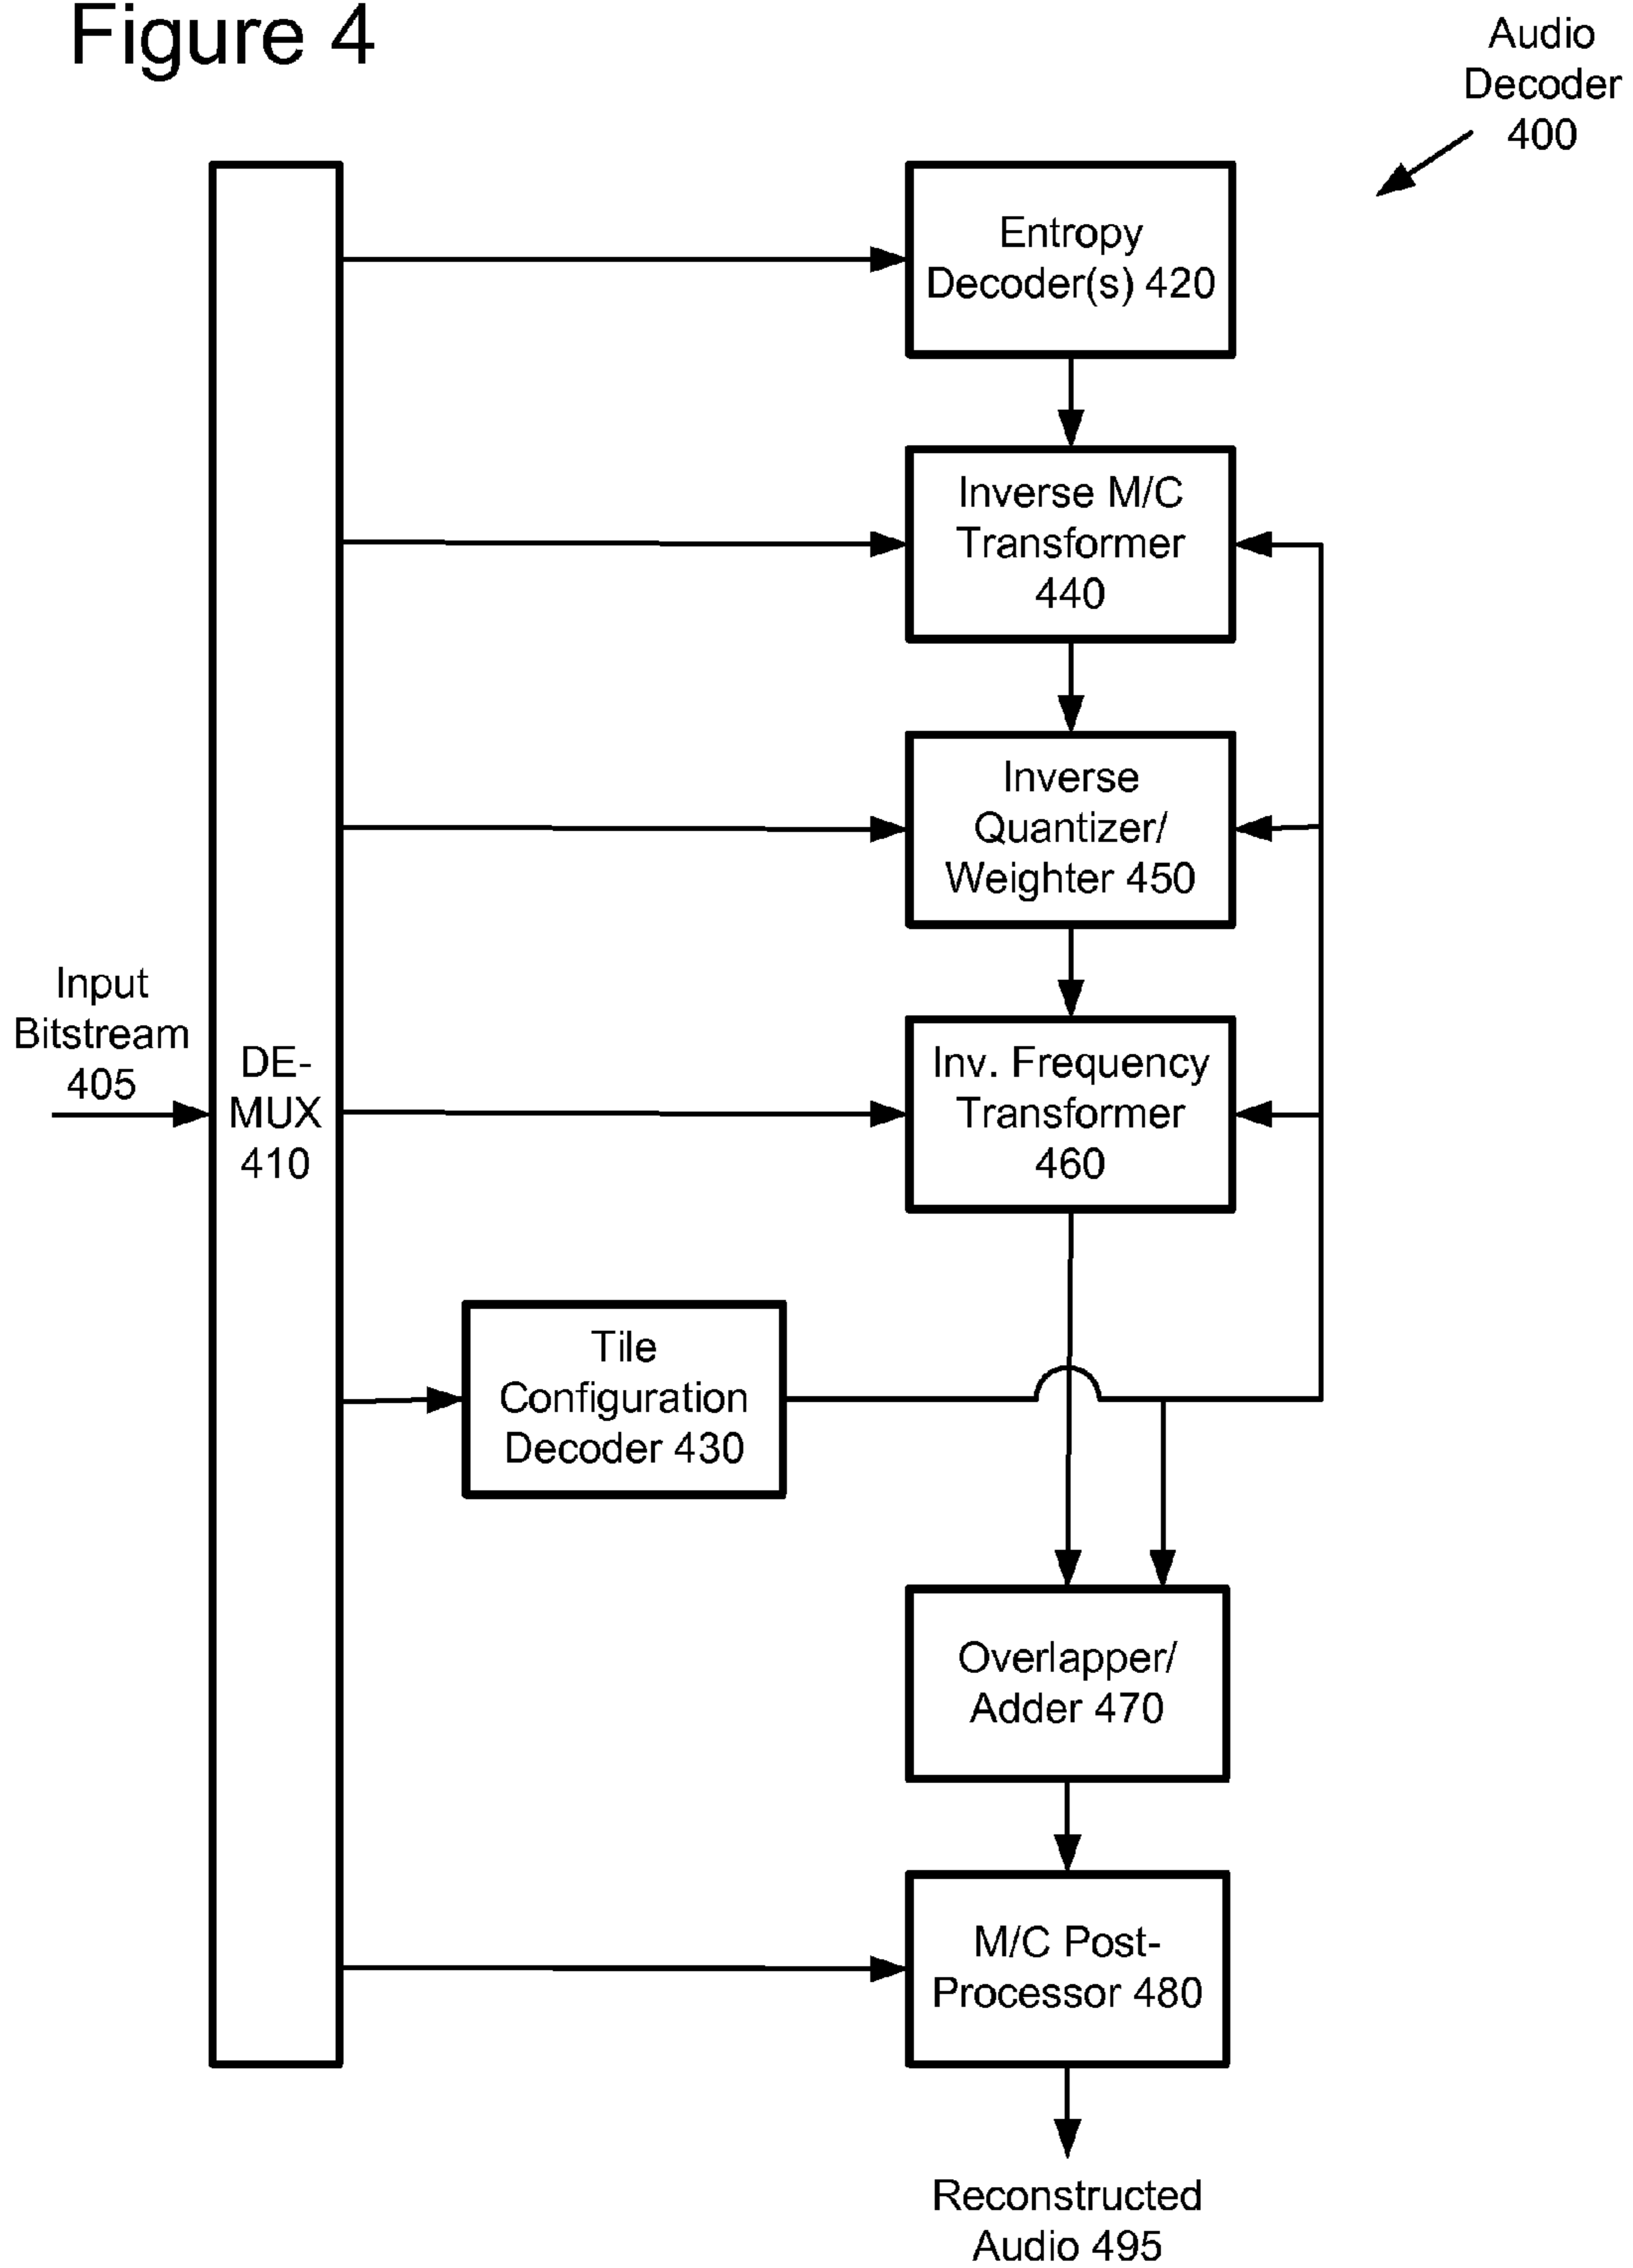 Figure 4
Audio
Decoder
400
Entropy
Decoder(s) 420
Inverse M/C
Transformer
440
Inverse
Quantizer/
Weighter 450
Input
Bitstream
405
DE-
MUX
410
Inv. Frequency
Transformer
460
Tile
Configuration
Decoder 430
Overlapper/
Adder 470
M/C Post-
Processor 480
Reconstructed
Audio 495